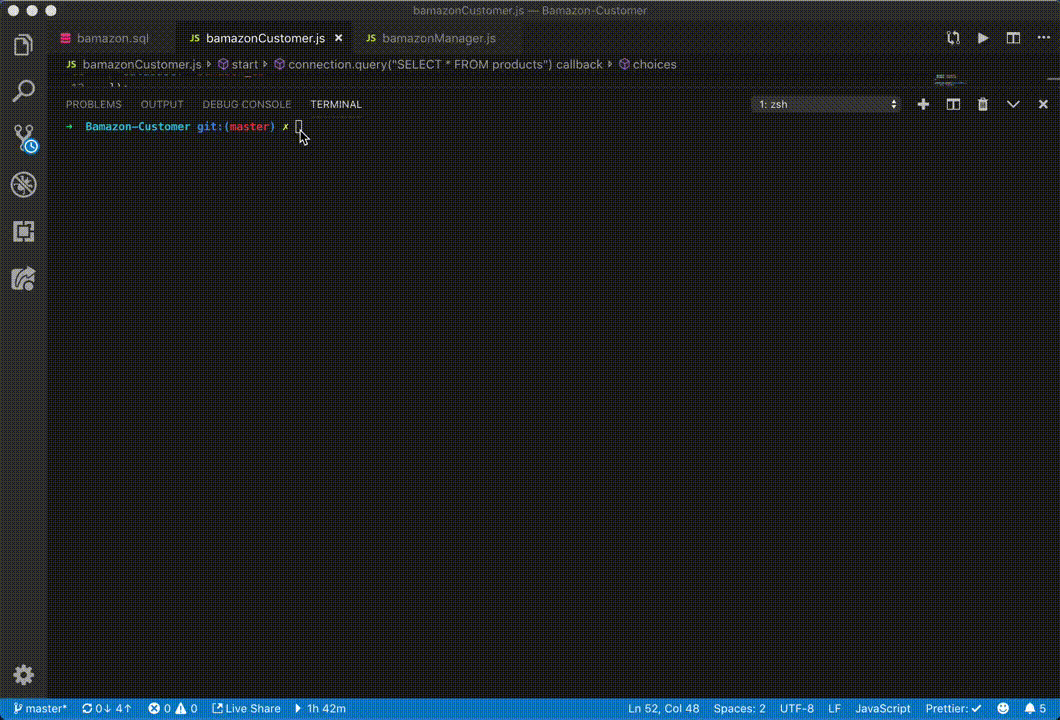 bamazonCustomer.js — Bamazon-Customer
bamazon.sql JS bamazonCustomer.js × JS bamazonManager.js
JS bamazonCustomer.js ▸ start ▸ connection.query("SELECT * FROM products") callback ▸ choices
PROBLEMS OUTPUT DEBUG CONSOLE TERMINAL 1: zsh
→ Bamazon-Customer git:(master) ✗
master* 0↓ 4↑ 0 0 Live Share 1h 42m Ln 52, Col 48 Spaces: 2 UTF-8 LF JavaScript Prettier: ✓ 5